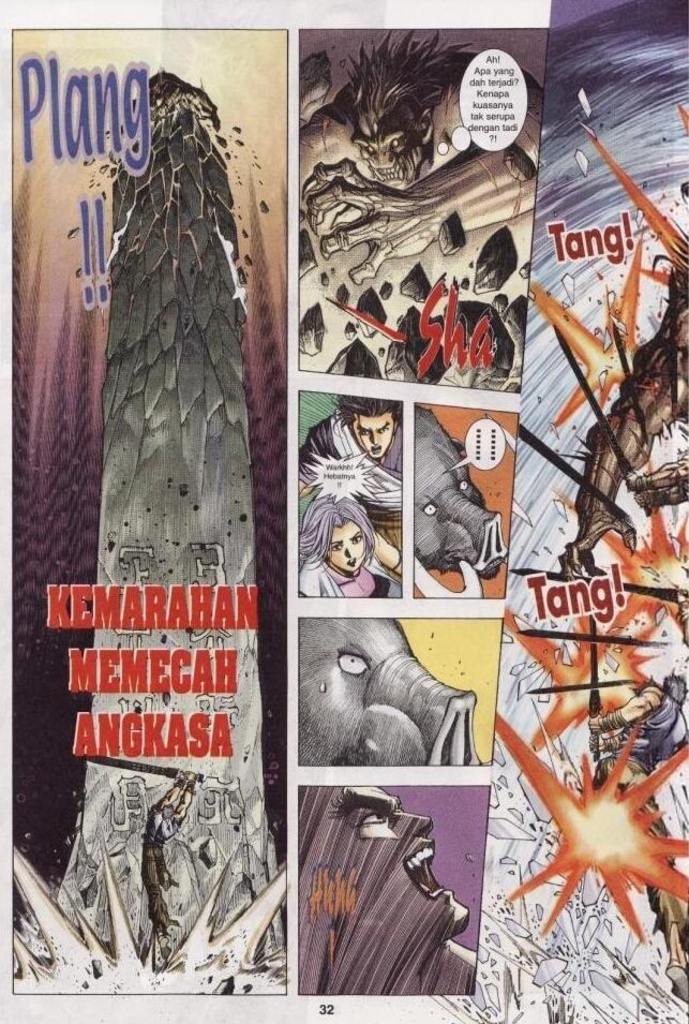 Plang
!!
KEMARAHAN
MEMECAH
ANGKASA
Ah!
Apa yang
dah terjadi?
Kenapa
kuasanya
tak serupa
dengan tadi
?!
Sha
Warkhh!
Hebatnya
!!
Tang!
Tang!
32